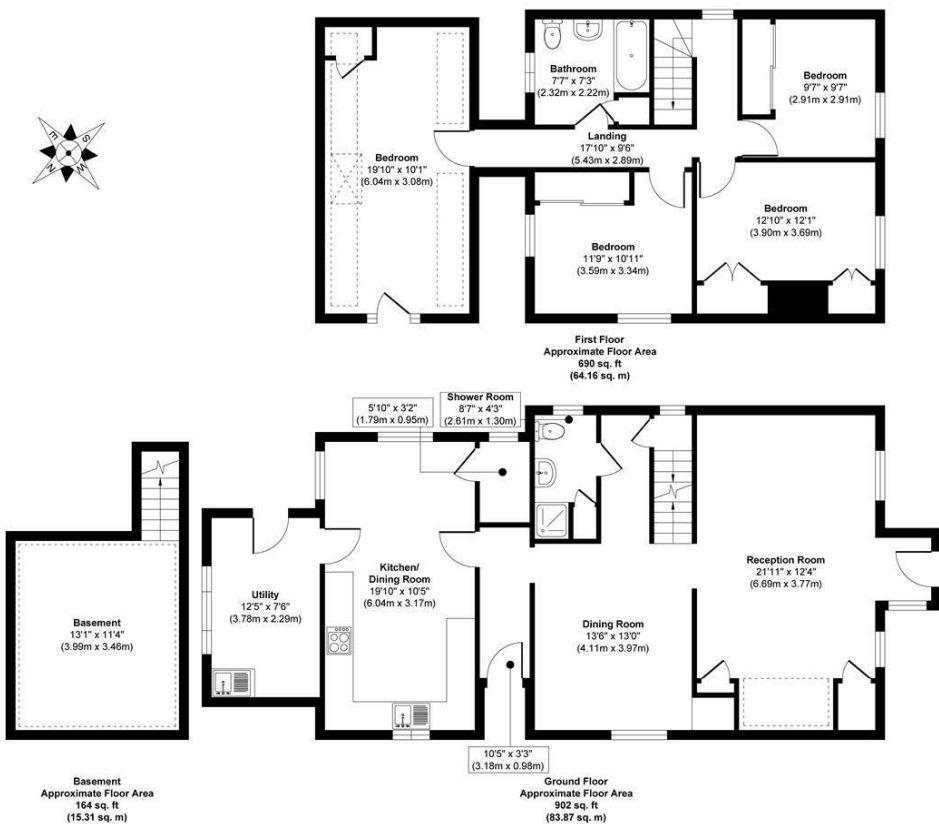 Bathroom
7'7" x 7'3"
(2.32m x 2.22m)
Bedroom
9'7" x 9'7"
(2.91m x 2.91m)
Landing
17'10" x 9'6"
(5.43m x 2.89m)
Bedroom
19'10" x 10'1"
(6.04m x 3.08m)
Bedroom
12'10" x 12'1"
(3.90m x 3.69m)
Bedroom
11'9" x 10'11"
(3.59m x 3.34m)
E
S
N
W
First Floor
Approximate Floor Area
690 sq. ft
(64.16 sq. m)
5'10" x 3'2"
(1.79m x 0.95m)
Shower Room
8'7" x 4'3"
(2.61m x 1.30m)
Kitchen/
Dining Room
19'10" x 10'5"
(6.04m x 3.17m)
Reception Room
21'11" x 12'4"
(6.69m x 3.77m)
Utility
12'5" x 7'6"
(3.78m x 2.29m)
Basement
13'1" x 11'4"
(3.99m x 3.46m)
Dining Room
13'6" x 13'0"
(4.11m x 3.97m)
10'5" x 3'3"
(3.18m x 0.98m)
Basement
Approximate Floor Area
164 sq. ft
(15.31 sq. m)
Ground Floor
Approximate Floor Area
902 sq. ft
(83.87 sq. m)